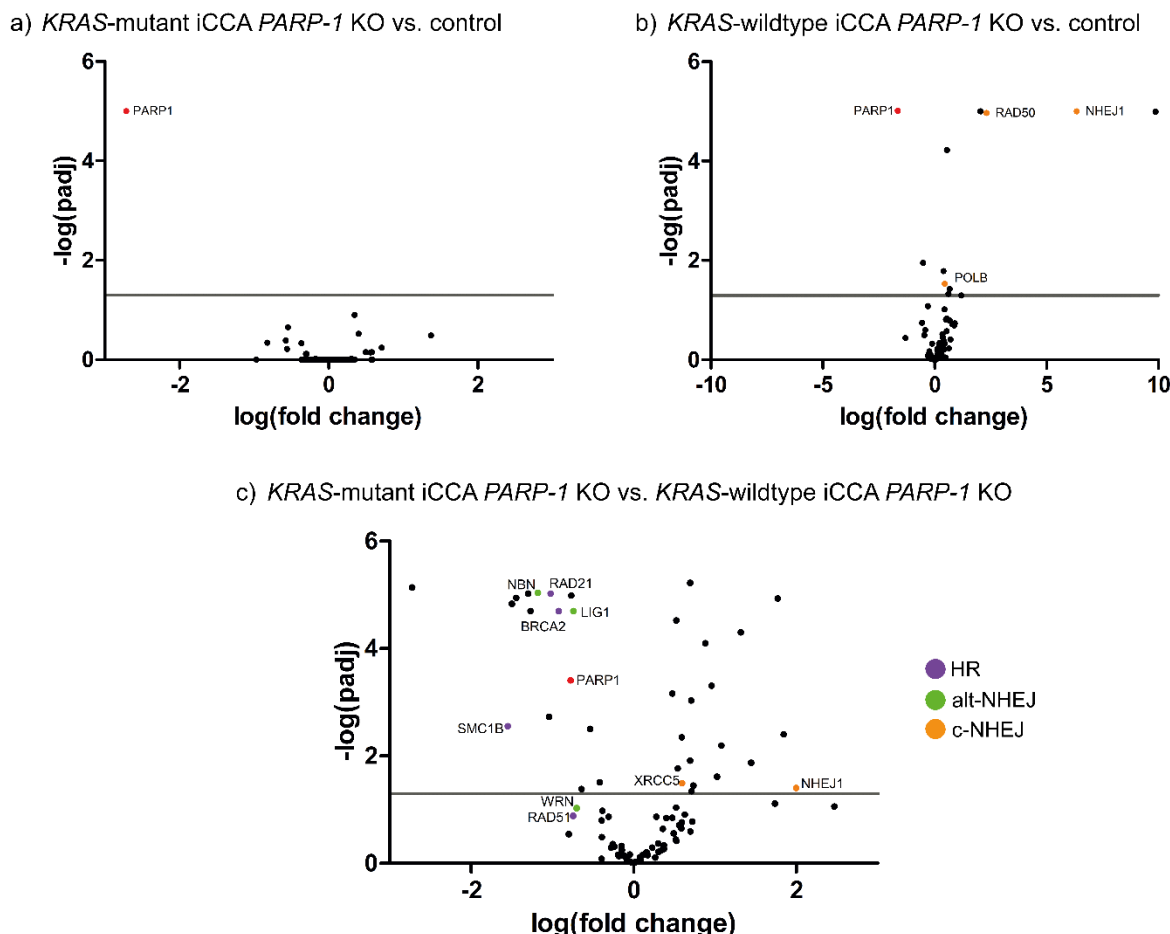 a) KRAS-mutant iCCA PARP-1 KO vs. control
b) KRAS-wildtype iCCA PARP-1 KO vs. control
6
4
2
0
-log(padj)
PARP1
-2
0
2
log(fold change)
6
4
2
0
-log(padj)
PARP1
RAD50
NHEJ1
POLB
-10
-5
0
5
10
log(fold change)
c) KRAS-mutant iCCA PARP-1 KO vs. KRAS-wildtype iCCA PARP-1 KO
6
4
2
0
-log(padj)
NBN
RAD21
BRCA2
LIG1
PARP1
SMC1B
XRCC5
NHEJ1
WRN
RAD51
-2
0
2
log(fold change)
HR
alt-NHEJ
c-NHEJ